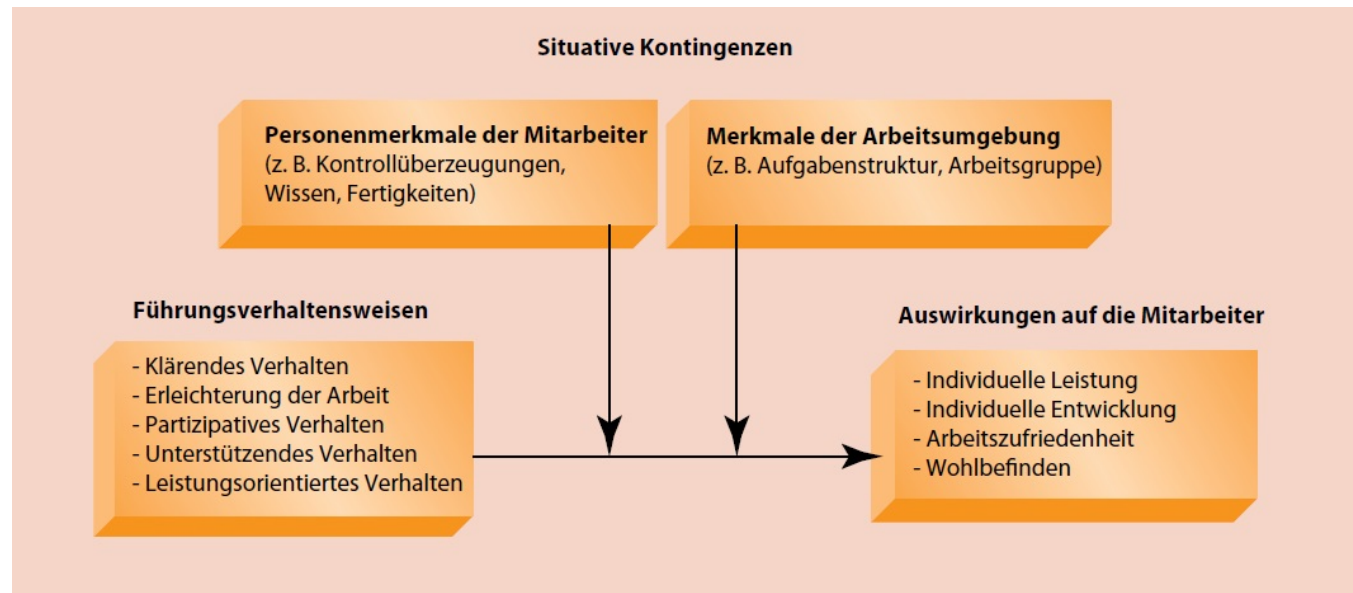 Situative Kontingenzen
Personenmerkmale der Mitarbeiter
(z. B. Kontrollüberzeugungen,
Wissen, Fertigkeiten)
Merkmale der Arbeitsumgebung
(z. B. Aufgabenstruktur, Arbeitsgruppe)
Führungsverhaltensweisen
- Klärendes Verhalten
- Erleichterung der Arbeit
- Partizipatives Verhalten
- Unterstützendes Verhalten
- Leistungsorientiertes Verhalten
Auswirkungen auf die Mitarbeiter
- Individuelle Leistung
- Individuelle Entwicklung
- Arbeitszufriedenheit
- Wohlbefinden